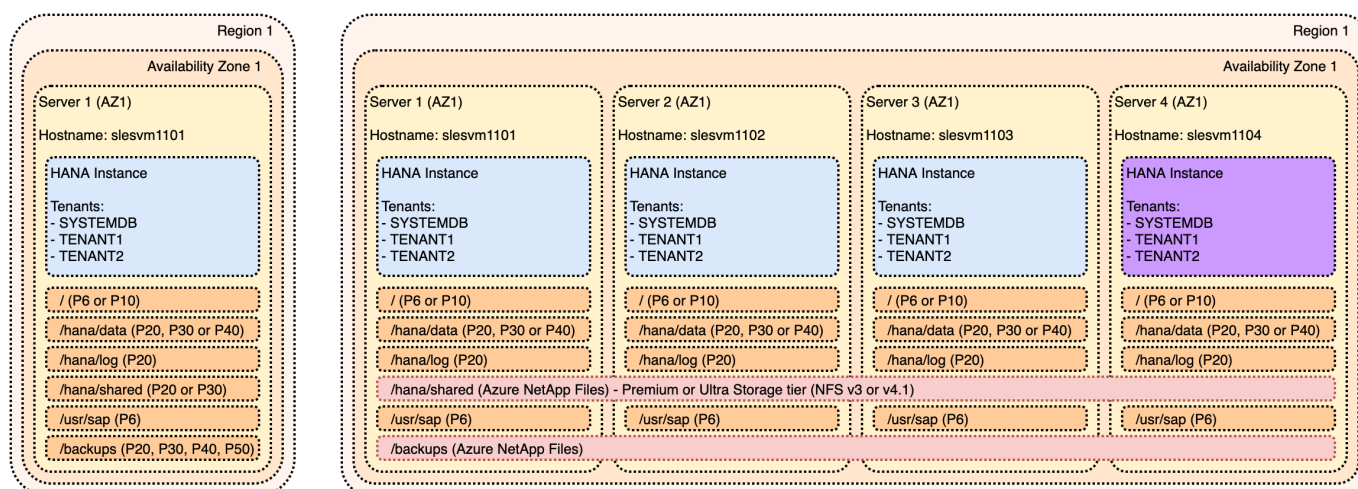 Region 1
Availability Zone 1
Server 1 (AZ1)
Hostname: slesvm1101
HANA Instance
Tenants:
- SYSTEMDB
- TENANT1
- TENANT2
/ (P6 or P10)
/hana/data (P20, P30 or P40)
/hana/log (P20)
/hana/shared (P20 or P30)
/usr/sap (P6)
/backups (P20, P30, P40, P50)
Region 1
Availability Zone 1
Server 1 (AZ1)
Hostname: slesvm1101
HANA Instance
Tenants:
- SYSTEMDB
- TENANT1
- TENANT2
/ (P6 or P10)
/hana/data (P20, P30 or P40)
/hana/log (P20)
Server 2 (AZ1)
Hostname: slesvm1102
HANA Instance
Tenants:
- SYSTEMDB
- TENANT1
- TENANT2
/ (P6 or P10)
/hana/data (P20, P30 or P40)
/hana/log (P20)
Server 3 (AZ1)
Hostname: slesvm1103
HANA Instance
Tenants:
- SYSTEMDB
- TENANT1
- TENANT2
/ (P6 or P10)
/hana/data (P20, P30 or P40)
/hana/log (P20)
Server 4 (AZ1)
Hostname: slesvm1104
HANA Instance
Tenants:
- SYSTEMDB
- TENANT1
- TENANT2
/ (P6 or P10)
/hana/data (P20, P30 or P40)
/hana/log (P20)
/hana/shared (Azure NetApp Files) - Premium or Ultra Storage tier (NFS v3 or v4.1)
/usr/sap (P6)
/usr/sap (P6)
/usr/sap (P6)
/usr/sap (P6)
/backups (Azure NetApp Files)